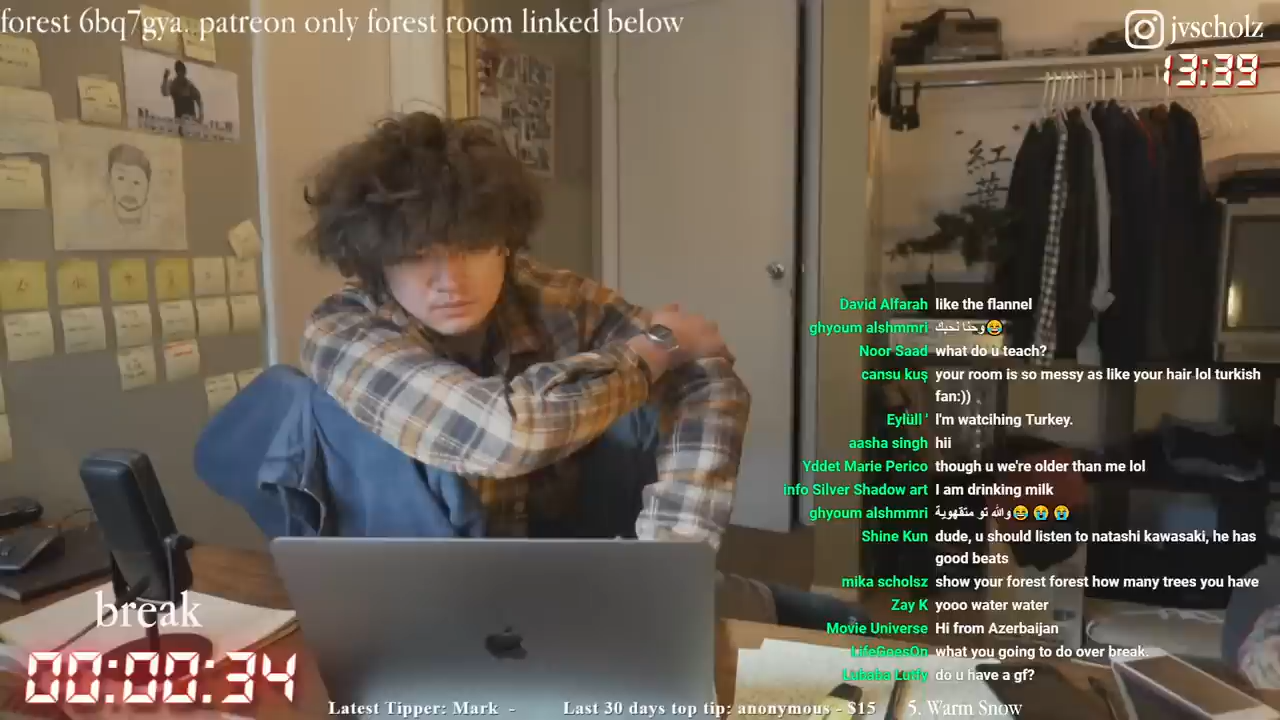 forest 6bq7gya. patreon only forest room linked below
jvscholz
13:39
紅
葉
David Alfarah like the flannel
ghyoum alshmmri وحنا نحبك😂
Noor Saad what do u teach?
cansu kuş your room is so messy as like your hair lol turkish
fan:))
Eylüll ' I'm watcihing Turkey.
aasha singh hii
Yddet Marie Perico though u we're older than me lol
info Silver Shadow art I am drinking milk
ghyoum alshmmri والله تو متقهوية😂😭😭
Shine Kun dude, u should listen to natashi kawasaki, he has
good beats
mika scholsz show your forest forest how many trees you have
Zay K yooo water water
Movie Universe Hi from Azerbaijan
LifeGoesOn what you going to do over break.
Lubaba Lutfy do u have a gf?
break
00:00:34
Latest Tipper: Mark - Last 30 days top tip: anonymous - $15 5. Warm Snow